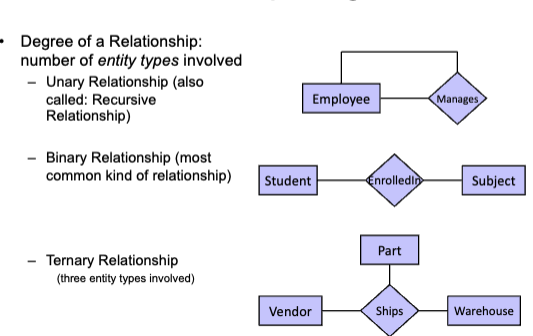 • Degree of a Relationship:
number of entity types involved
– Unary Relationship (also
called: Recursive
Relationship)
Employee
Manages
– Binary Relationship (most
common kind of relationship)
Student
EnrolledIn
Subject
– Ternary Relationship
(three entity types involved)
Part
Vendor
Ships
Warehouse